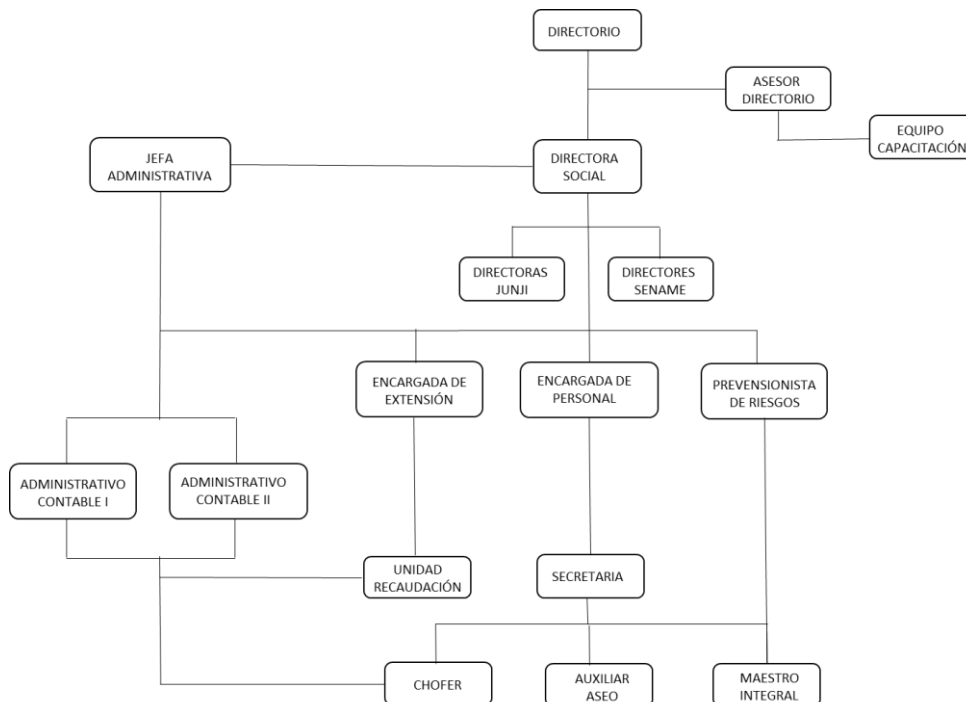 DIRECTORIO
ASESOR
DIRECTORIO
EQUIPO
CAPACITACIÓN
JEFA
ADMINISTRATIVA
DIRECTORA
SOCIAL
DIRECTORAS
JUNJI
DIRECTORES
SENAME
ENCARGADA DE
EXTENSIÓN
ENCARGADA DE
PERSONAL
PREVENSIONISTA
DE RIESGOS
ADMINISTRATIVO
CONTABLE I
ADMINISTRATIVO
CONTABLE II
UNIDAD
RECAUDACIÓN
SECRETARIA
CHOFER
AUXILIAR
ASEO
MAESTRO
INTEGRAL